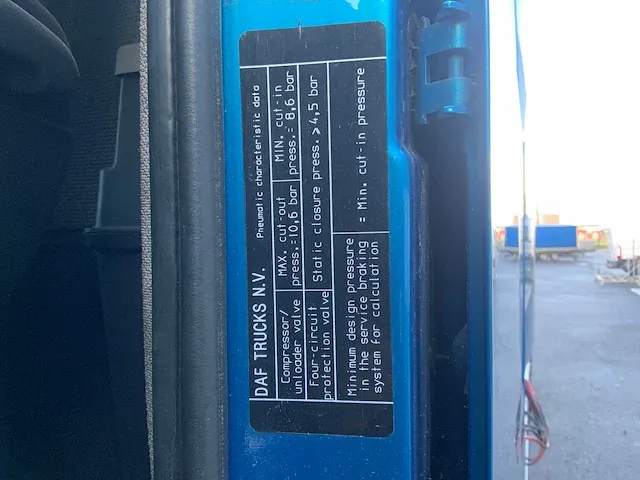 DAF TRUCKS N.V. Pneumatic characteristic data
Compressor/
unloader valve
MAX. cut-out
press.=10,6 bar
MIN. cut-in
press.= 8,6 bar
Four-circuit
protection valve
Static closure press. > 4,5 bar
Minimum design pressure
in the service braking
system for calculation
= Min. cut-in pressure